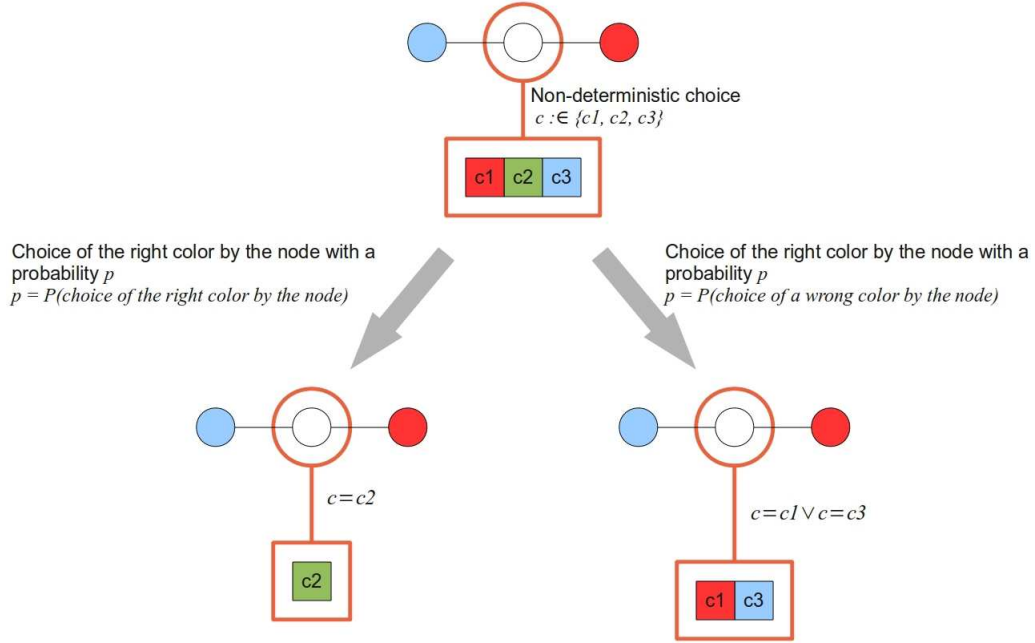 Non-deterministic choice
c :∈ {c1, c2, c3}
c1 c2 c3
Choice of the right color by the node with a
probability p
p = P(choice of the right color by the node)
Choice of the right color by the node with a
probability p
p = P(choice of a wrong color by the node)
c=c2
c2
c=c1∨c=c3
c1 c3